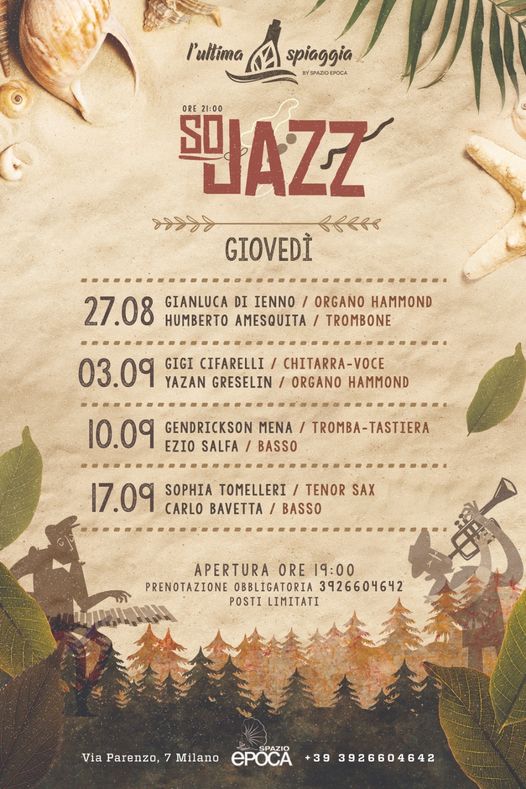 l'ultima spiaggia
BY SPAZIO EPOCA
ORE 21:00
SO JAZZ
GIOVEDÌ
27.08 GIANLUCA DI IENNO / ORGANO HAMMOND
HUMBERTO AMESQUITA / TROMBONE
03.09 GIGI CIFARELLI / CHITARRA-VOCE
YAZAN GRESELIN / ORGANO HAMMOND
10.09 GENDRICKSON MENA / TROMBA-TASTIERA
EZIO SALFA / BASSO
17.09 SOPHIA TOMELLERI / TENOR SAX
CARLO BAVETTA / BASSO
APERTURA ORE 19:00
PRENOTAZIONE OBBLIGATORIA 3926604642
POSTI LIMITATI
Via Parenzo, 7 Milano SPAZIO EPOCA +39 3926604642